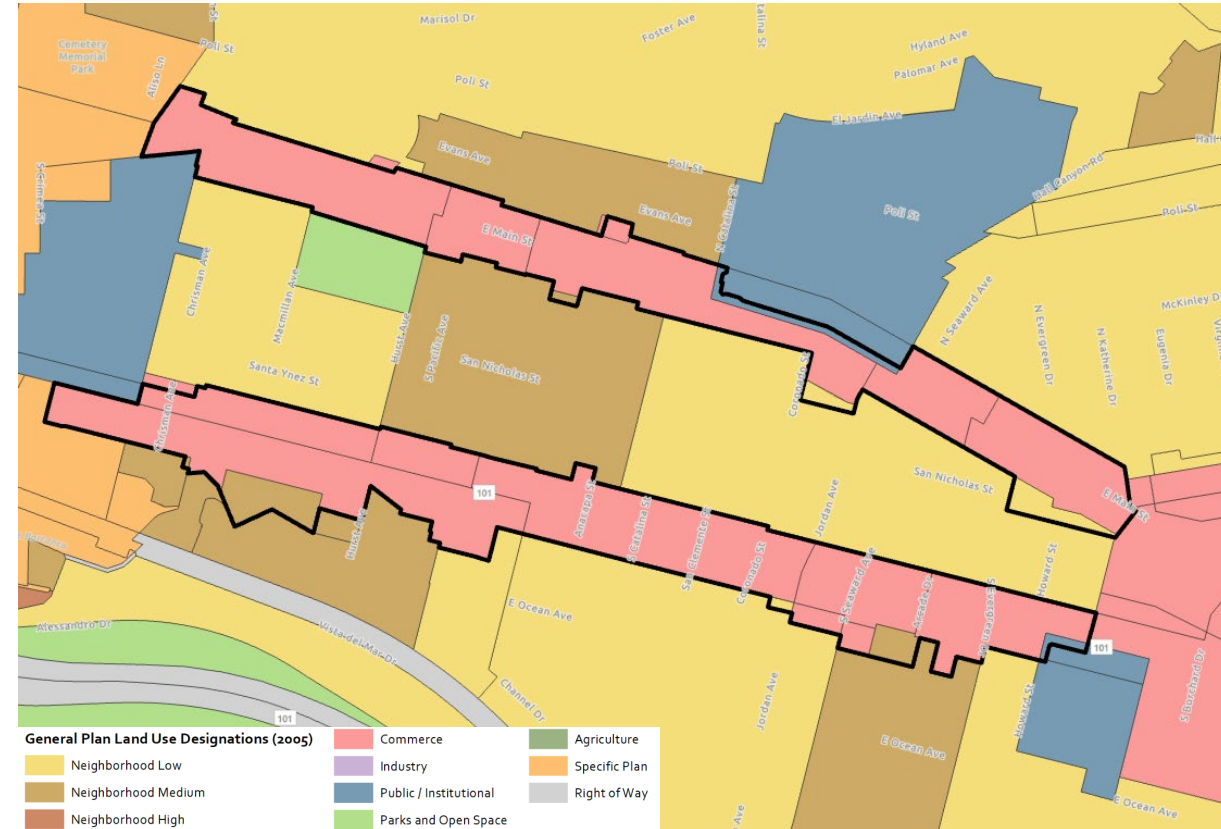 Marisol Dr
Foster Ave
Hyland Ave
Palomar Ave
Poli St
Cemetery
Memorial
Park
Aliso Ln
Poli St
El Jardin Ave
Evans Ave
Poli St
Hall Canyon Rd
Evans Ave
N Catalina St
Poli St
Poli St
E Main St
Chrisman Ave
Macmillan Ave
Hurst Ave
S Pacific Ave
San Nicholas St
Santa Ynez St
N Seaward Ave
McKinley D
N Evergreen Dr
N Katherine Dr
Eugenia Dr
Coronado St
Chrisman Ave
San Nicholas St
E Main St
101
Hurst Ave
Anacapa St
S Catalina St
San Clemente St
Coronado St
Jordan Ave
S Seaward Ave
Arcade Dr
S Evergreen Dr
Howard St
101
E Ocean Ave
Alessandro Dr
Vista del Mar Dr
Channel Dr
Jordan Ave
Howard St
S Borchard Dr
E Ocean Ave
E Ocean Ave
101
General Plan Land Use Designations (2005)
Neighborhood Low
Neighborhood Medium
Neighborhood High
Commerce
Industry
Public / Institutional
Parks and Open Space
Agriculture
Specific Plan
Right of Way